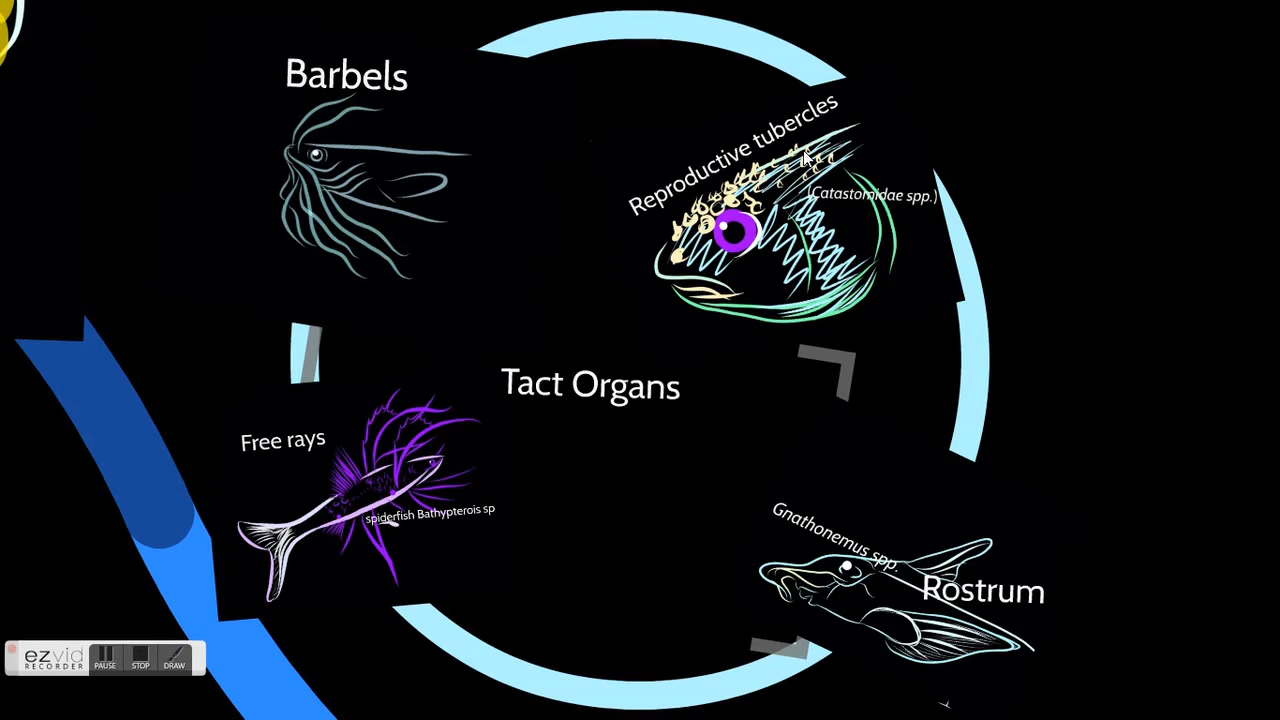 Barbels
Reproductive tubercles
(Catastomidae spp.)
Tact Organs
Free rays
spiderfish Bathypterois sp
Gnathonemus spp.
Rostrum
ezvid
RECORDER
PAUSE
STOP
DRAW